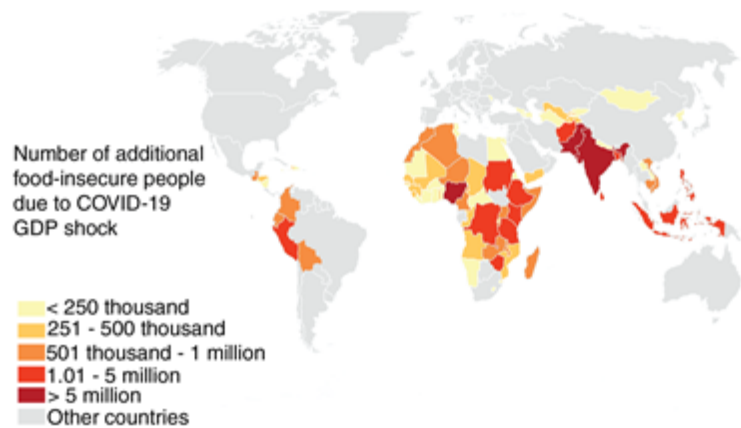 Number of additional
food-insecure people
due to COVID-19
GDP shock
< 250 thousand
251 - 500 thousand
501 thousand - 1 million
1.01 - 5 million
> 5 million
Other countries